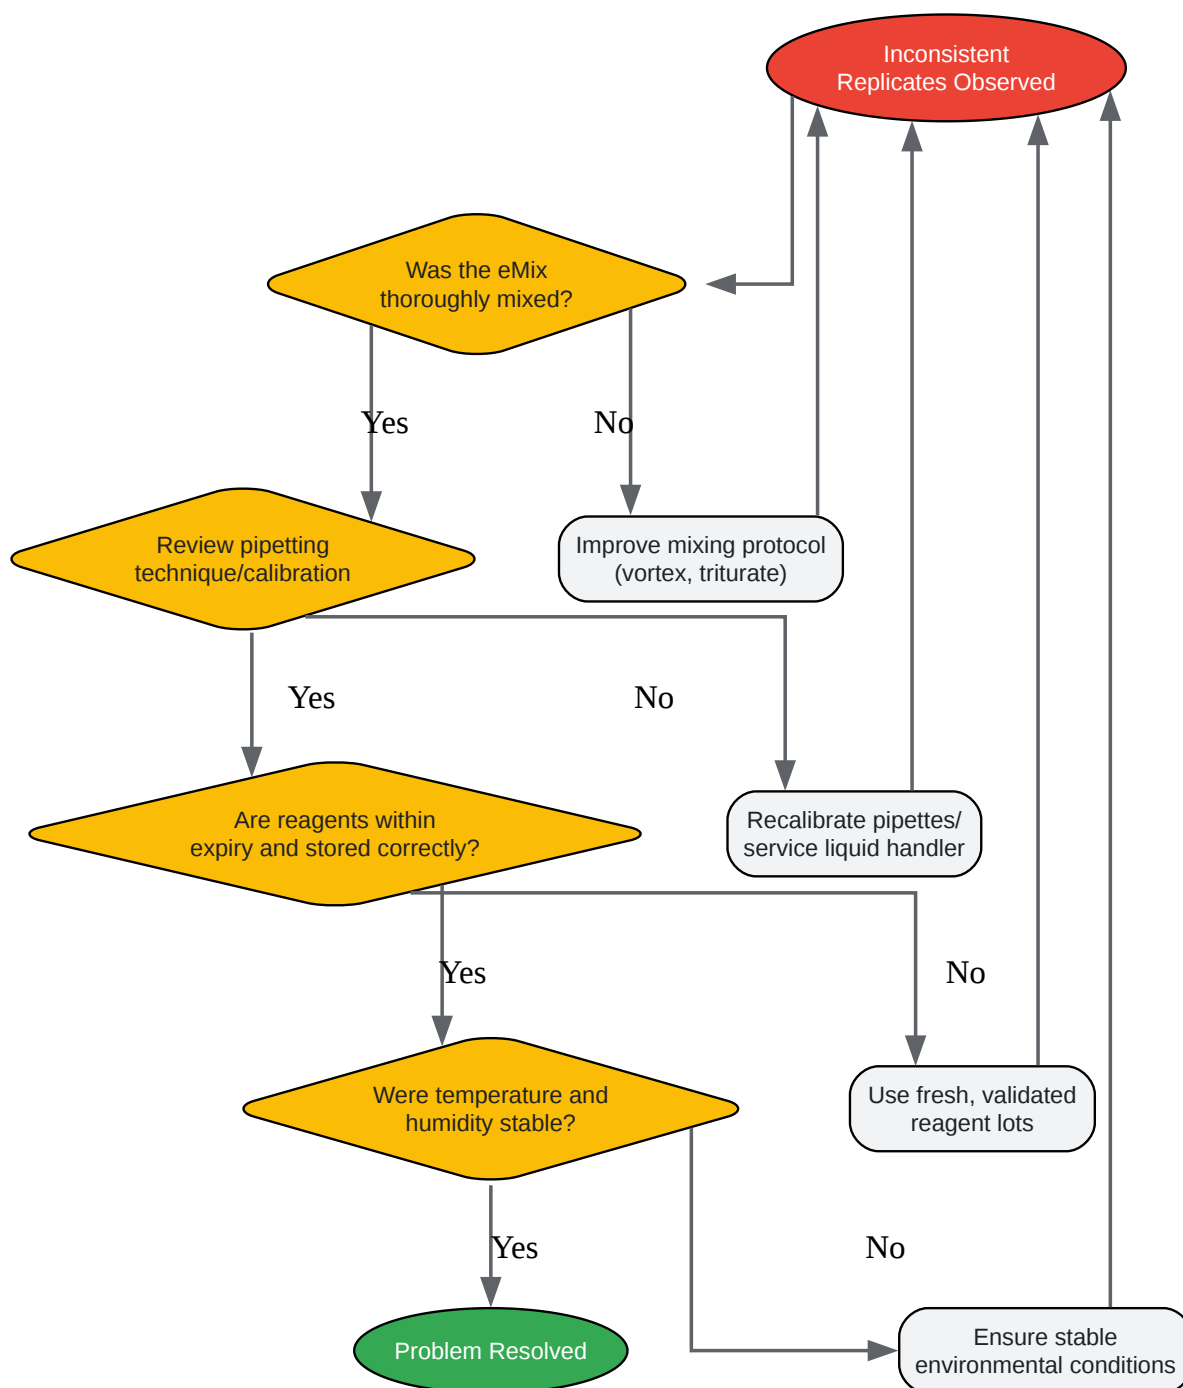 Inconsistent
Replicates Observed
Was the eMix
thoroughly mixed?
Yes
No
Review pipetting
technique/calibration
Improve mixing protocol
(vortex, triturate)
Yes
No
Are reagents within
expiry and stored correctly?
Recalibrate pipettes/
service liquid handler
Yes
No
Were temperature and
humidity stable?
Use fresh, validated
reagent lots
Yes
No
Problem Resolved
Ensure stable
environmental conditions